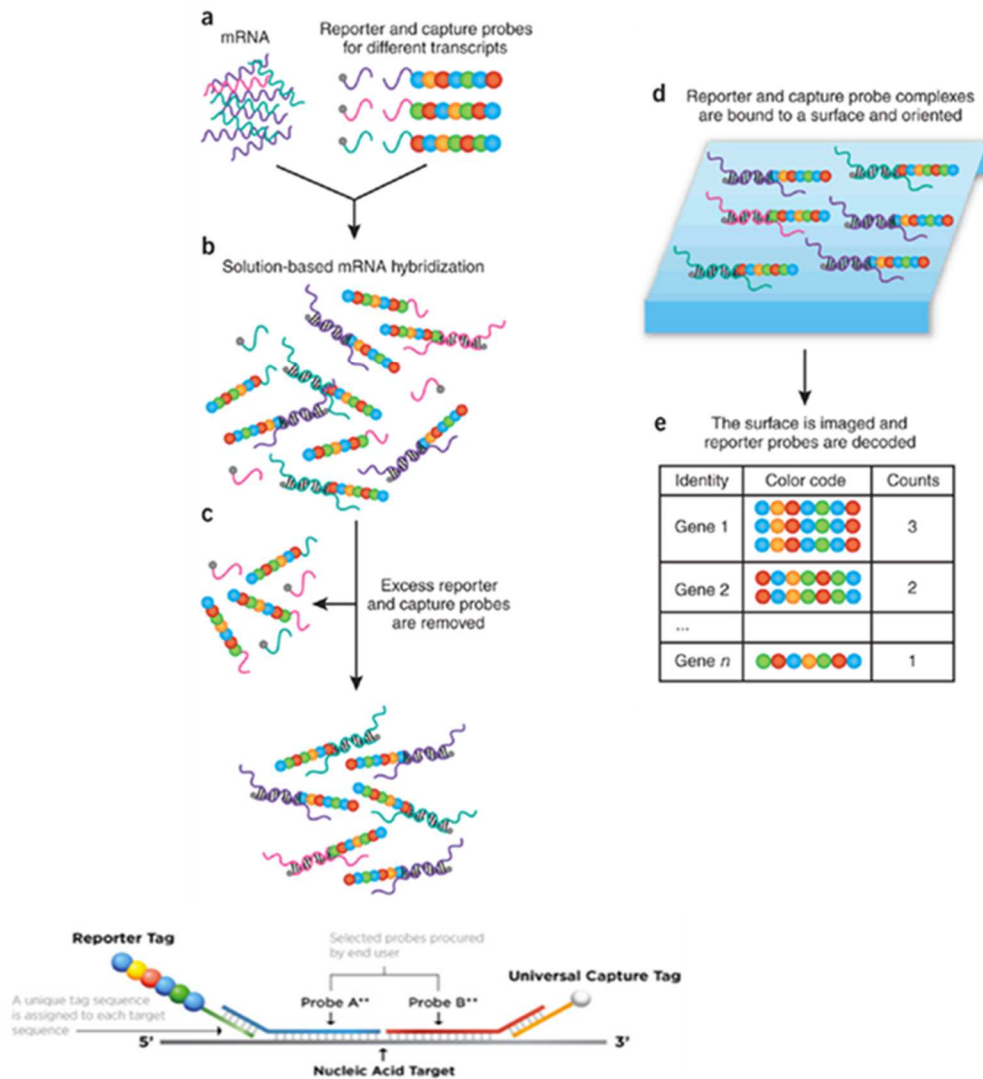 a
mRNA
Reporter and capture probes
for different transcripts
b
Solution-based mRNA hybridization
c
Excess reporter
and capture probes
are removed
d
Reporter and capture probe complexes
are bound to a surface and oriented
e
The surface is imaged and
reporter probes are decoded
Identity Color code Counts
Gene 1 3
Gene 2 2
...
Gene n 1
Reporter Tag
Selected probes procured
by end user
Universal Capture Tag
Probe A** Probe B**
A unique tag sequence
is assigned to each target
sequence
5' 3'
Nucleic Acid Target